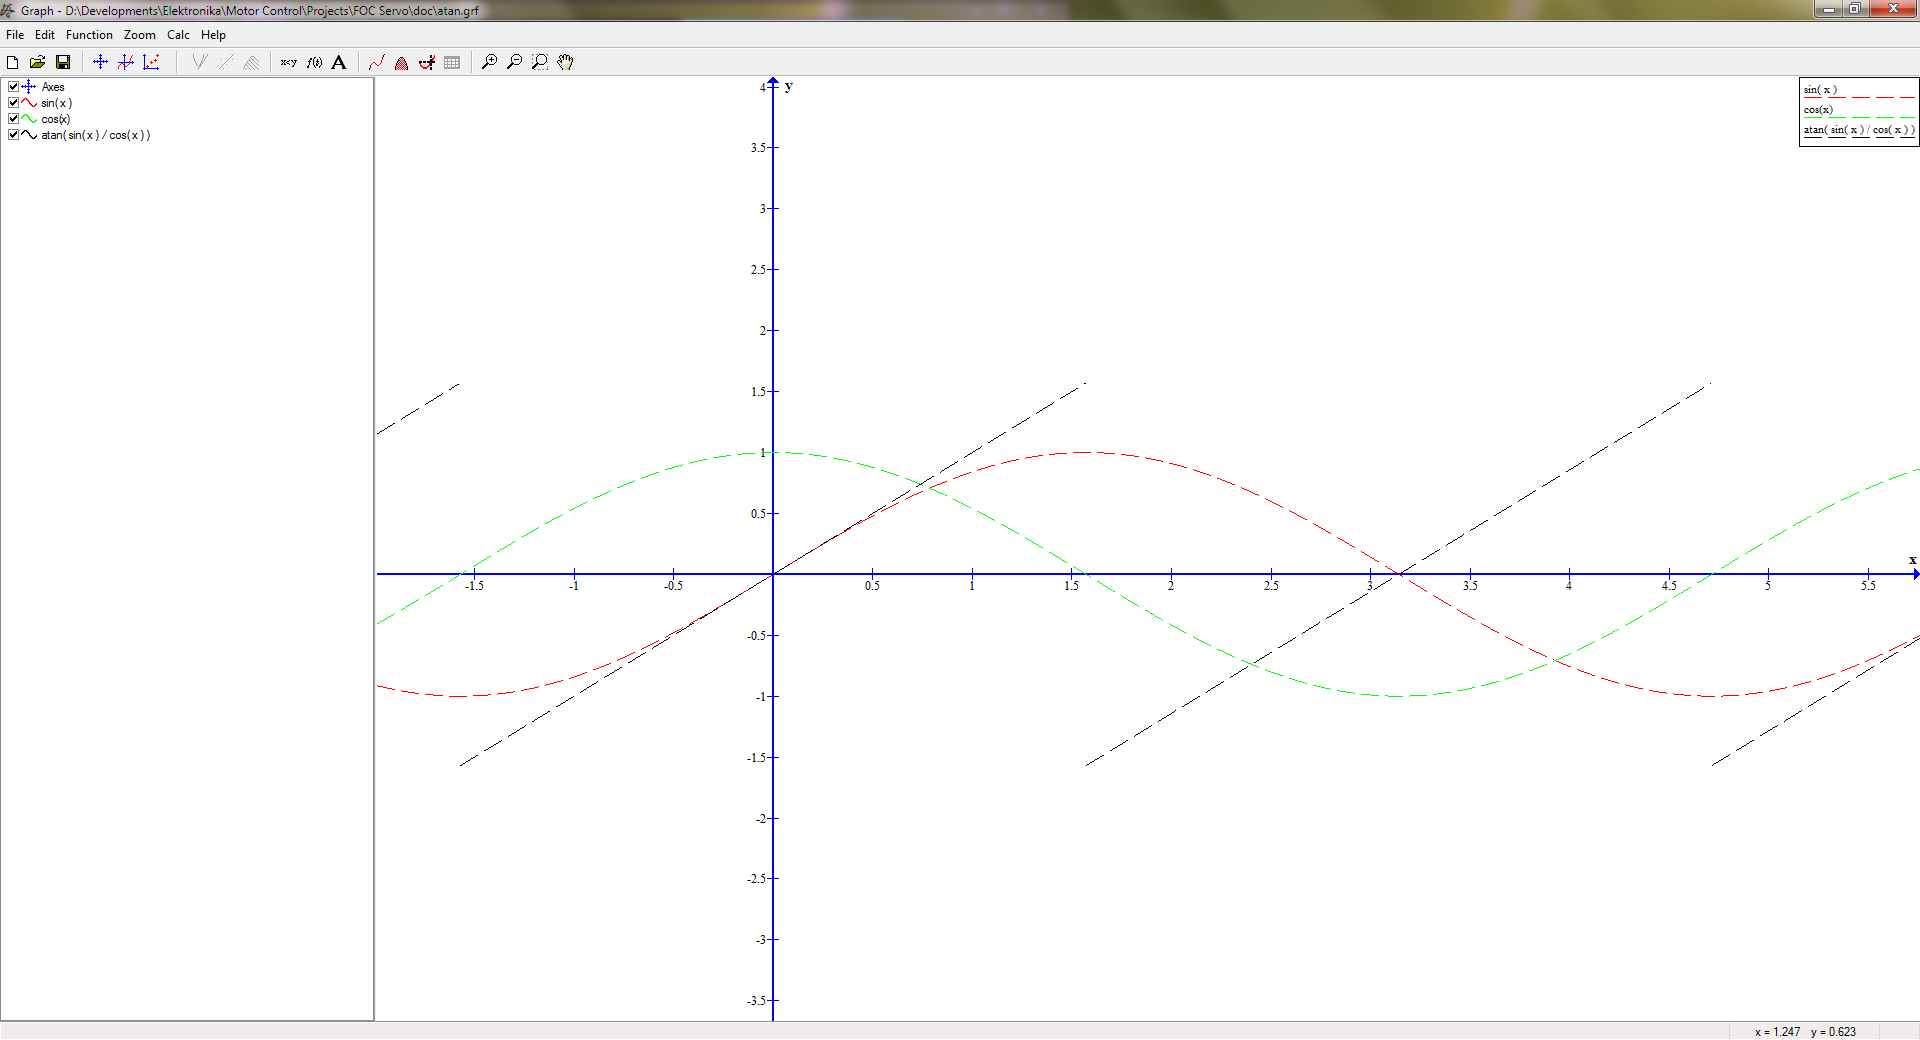 Graph - D:\Developments\Elektronika\Motor Control\Projects\FOC Servo\doc\atan.grf
File Edit Function Zoom Calc Help
x<y f(t) A
Axes
sin( x )
cos(x)
atan( sin( x ) / cos( x ) )
y
4
3.5
3
2.5
2
1.5
1
0.5
-0.5
-1
-1.5
-2
-2.5
-3
-3.5
-1.5 -1 -0.5 0.5 1 1.5 2 2.5 3 3.5 4 4.5 5 5.5
x
sin( x )
cos(x)
atan( sin( x ) / cos( x ) )
x = 1.247 y = 0.623